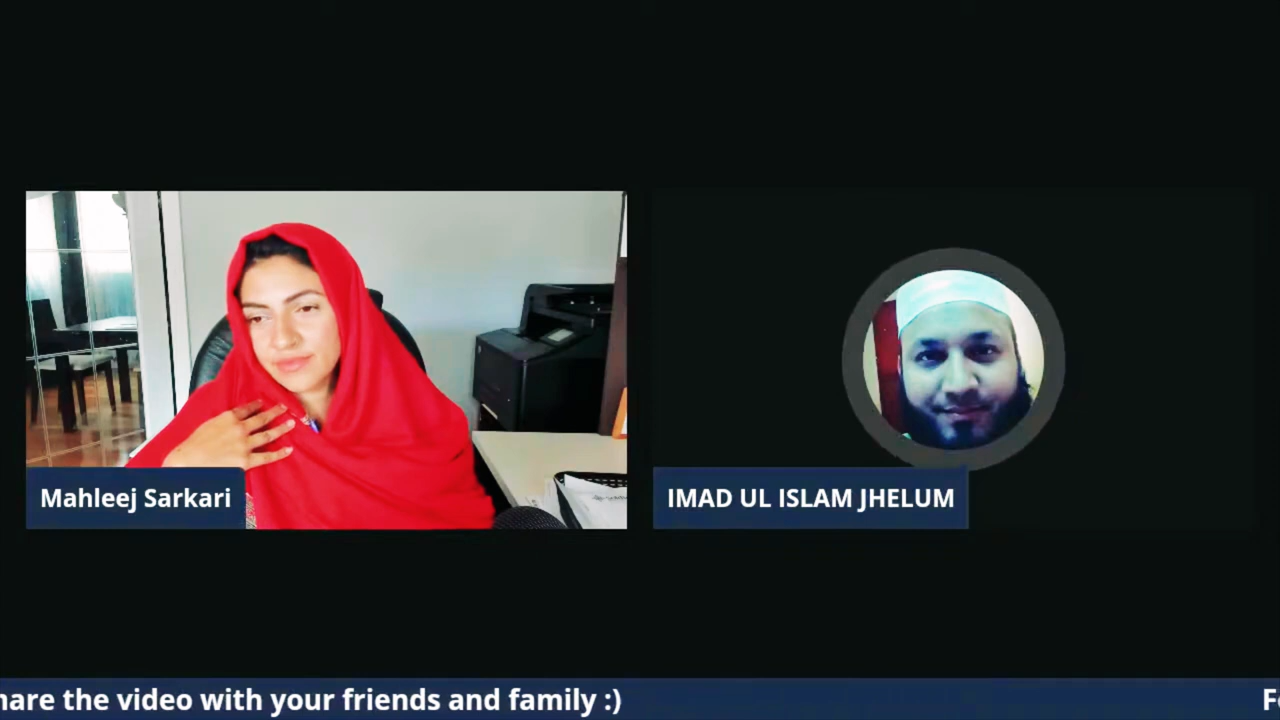 Mahleej Sarkari
IMAD UL ISLAM JHELUM
hare the video with your friends and family :)